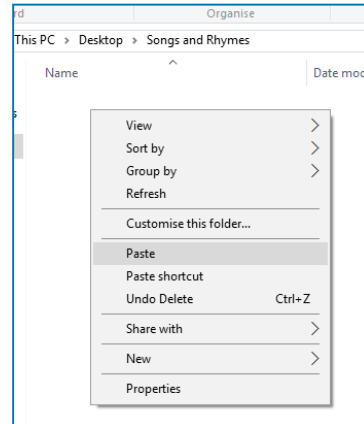 rd Organise
This PC > Desktop > Songs and Rhymes
Name Date mod
s
View >
Sort by >
Group by >
Refresh
Customise this folder...
Paste
Paste shortcut
Undo Delete Ctrl+Z
Share with >
New >
Properties